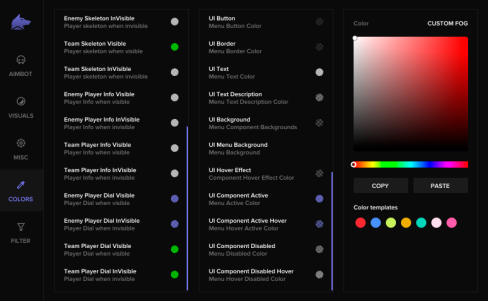 AIMBOT
VISUALS
MISC
COLORS
FILTER
Enemy Skeleton InVisible
Player skeleton when invisible
Team Skeleton Visible
Player skeleton when visible
Team Skeleton InVisible
Player skeleton when invisible
Enemy Player Info Visible
Player Info when visible
Enemy Player Info InVisible
Player Info when invisible
Team Player Info Visible
Player Info when visible
Team Player Info InVisible
Player Info when invisible
Enemy Player Dial Visible
Player Dial when visible
Enemy Player Dial InVisible
Player Dial when invisible
Team Player Dial Visible
Player Dial when visible
Team Player Dial InVisible
Player Dial when invisible
UI Button
Menu Button Color
UI Border
Menu Border Color
UI Text
Menu Text Color
UI Text Description
Menu Text Description Color
UI Background
Menu Component Backgrounds
UI Menu Background
Menu Background
UI Hover Effect
Component Hover Effect Color
UI Component Active
Menu Active Color
UI Component Active Hover
Menu Hover Active Color
UI Component Disabled
Menu Disabled Color
UI Component Disabled Hover
Menu Hover Disabled Color
Color CUSTOM FOG
COPY PASTE
Color templates